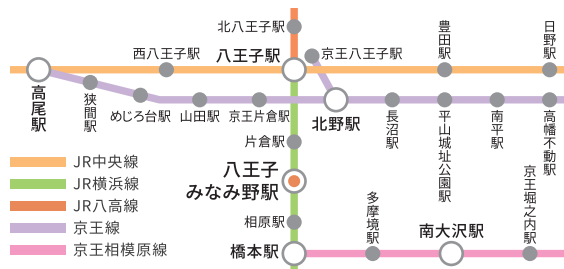 北八王子駅
西八王子駅
八王子駅
京王八王子駅
豊田駅
日野駅
高尾駅
狭間駅
めじろ台駅
山田駅
京王片倉駅
北野駅
長沼駅
平山城址公園駅
南平駅
高幡不動駅
片倉駅
八王子
みなみ野駅
相原駅
橋本駅
多摩境駅
南大沢駅
京王堀之内駅
JR中央線
JR横浜線
JR八高線
京王線
京王相模原線